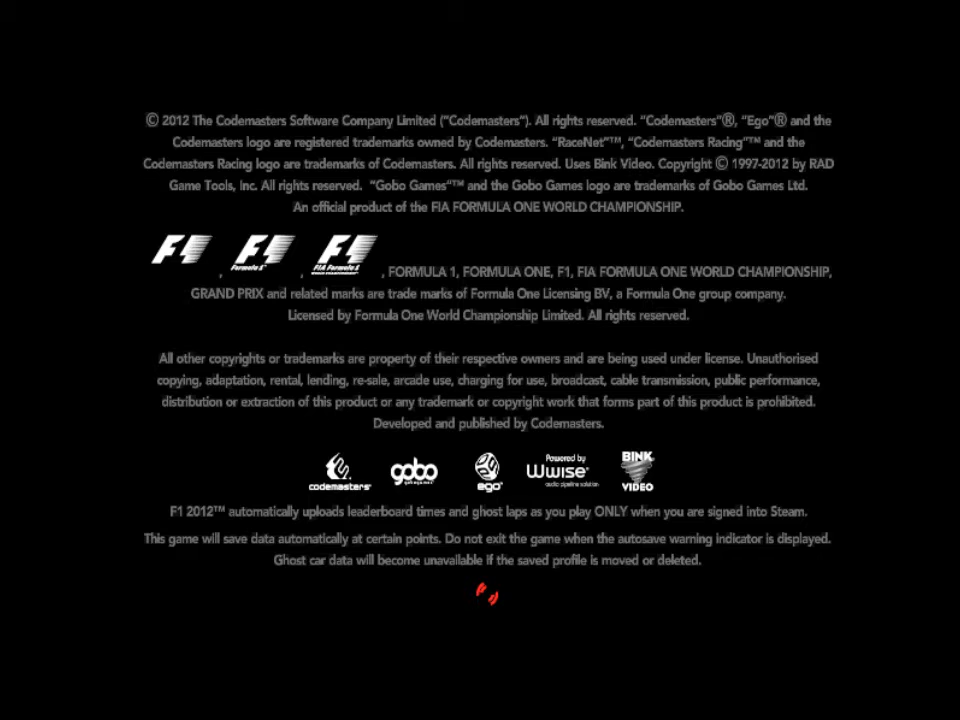 © 2012 The Codemasters Software Company Limited ("Codemasters"). All rights reserved. "Codemasters"®, "Ego"® and the
Codemasters logo are registered trademarks owned by Codemasters. "RaceNet"™, "Codemasters Racing"™ and the
Codemasters Racing logo are trademarks of Codemasters. All rights reserved. Uses Bink Video. Copyright © 1997-2012 by RAD
Game Tools, Inc. All rights reserved. "Gobo Games"™ and the Gobo Games logo are trademarks of Gobo Games Ltd.
An official product of the FIA FORMULA ONE WORLD CHAMPIONSHIP.
F1, F1 Formula 1™, F1 FIA Formula 1 WORLD CHAMPIONSHIP™, FORMULA 1, FORMULA ONE, F1, FIA FORMULA ONE WORLD CHAMPIONSHIP,
GRAND PRIX and related marks are trade marks of Formula One Licensing BV, a Formula One group company.
Licensed by Formula One World Championship Limited. All rights reserved.
All other copyrights or trademarks are property of their respective owners and are being used under license. Unauthorised
copying, adaptation, rental, lending, re-sale, arcade use, charging for use, broadcast, cable transmission, public performance,
distribution or extraction of this product or any trademark or copyright work that forms part of this product is prohibited.
Developed and published by Codemasters.
codemasters® gobo gobogames ego® Powered by Wwise® audio pipeline solution BINK VIDEO
F1 2012™ automatically uploads leaderboard times and ghost laps as you play ONLY when you are signed into Steam.
This game will save data automatically at certain points. Do not exit the game when the autosave warning indicator is displayed.
Ghost car data will become unavailable if the saved profile is moved or deleted.